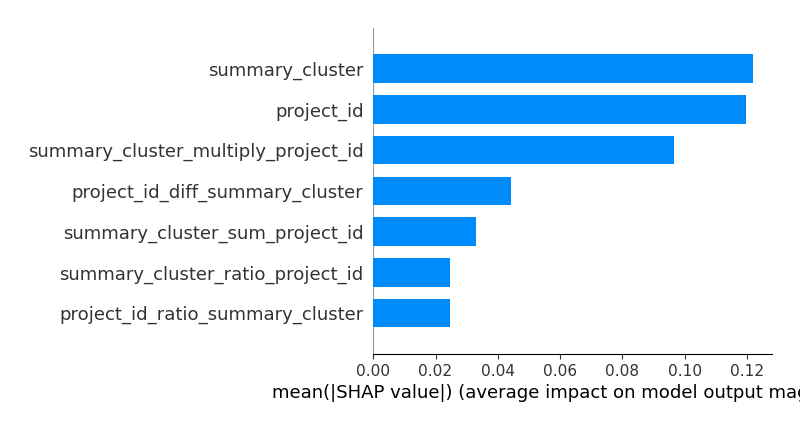 summary_cluster
project_id
summary_cluster_multiply_project_id
project_id_diff_summary_cluster
summary_cluster_sum_project_id
summary_cluster_ratio_project_id
project_id_ratio_summary_cluster
0.00 0.02 0.04 0.06 0.08 0.10 0.12
mean(|SHAP value|) (average impact on model output